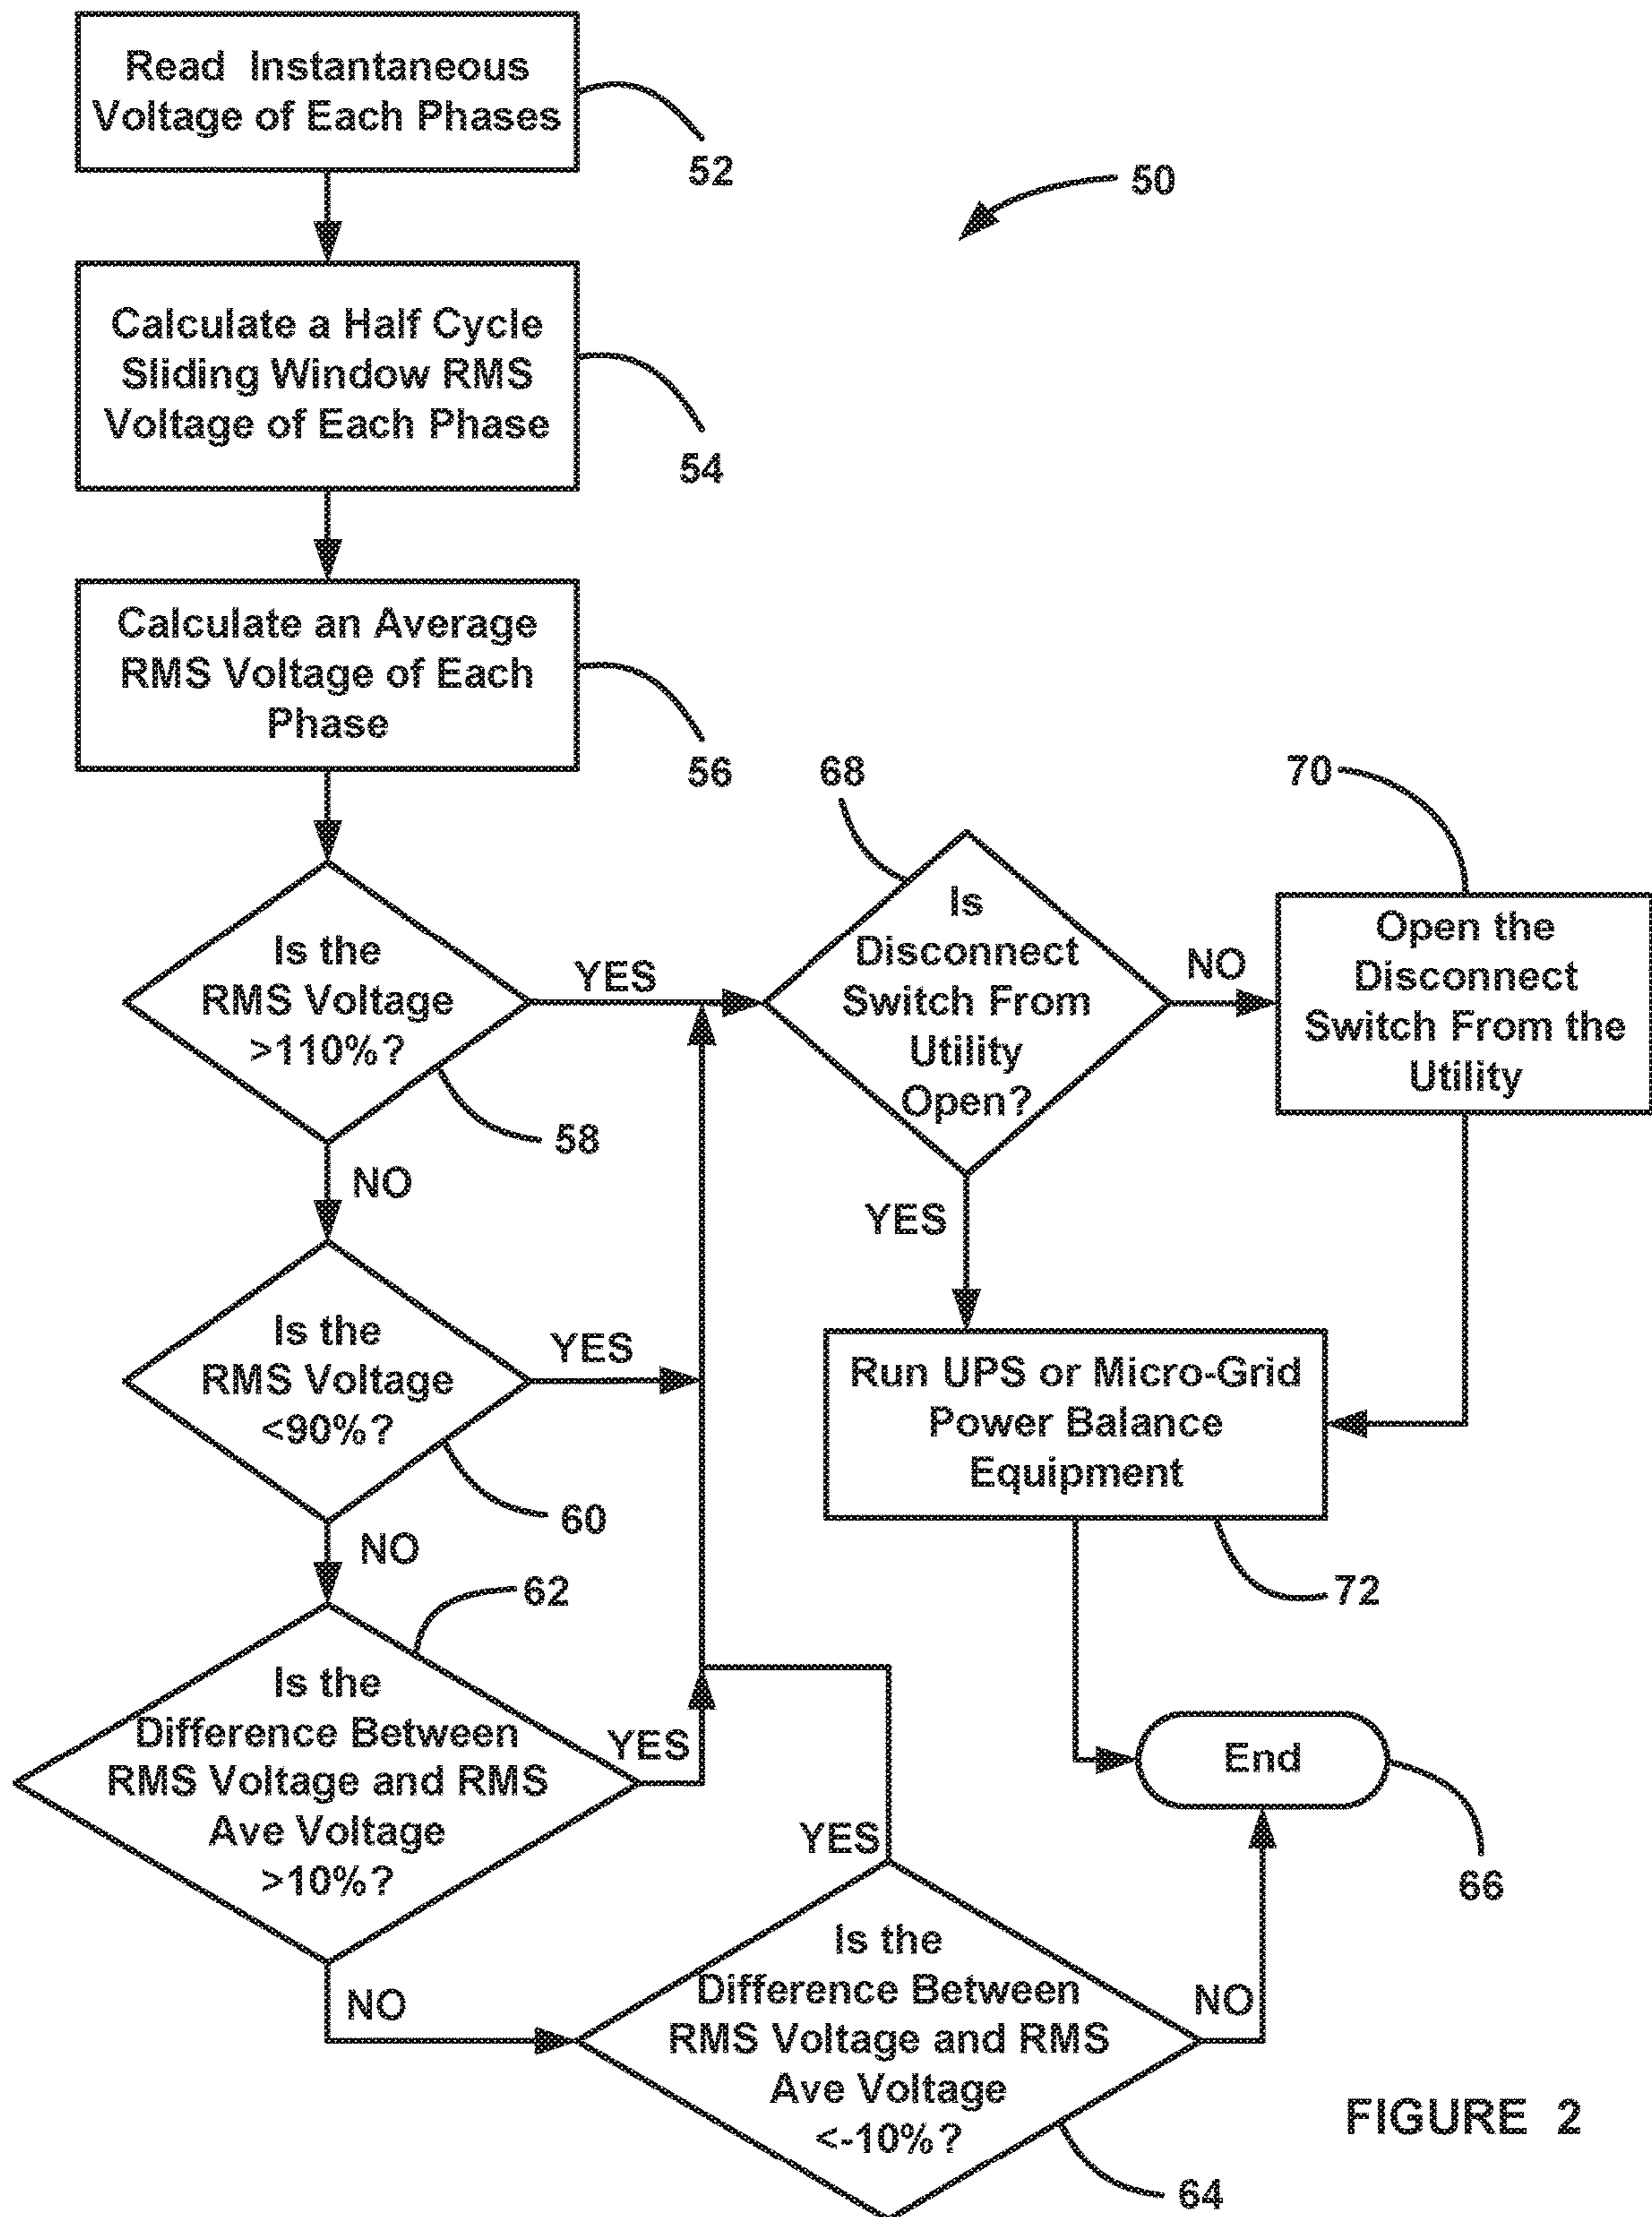 Read Instantaneous
Voltage of Each Phases
52
50
Calculate a Half Cycle
Sliding Window RMS
Voltage of Each Phase
54
Calculate an Average
RMS Voltage of Each
Phase
56
68
70
Is the
RMS Voltage
>110%?
YES
58
NO
Is
Disconnect
Switch From
Utility
Open?
NO
YES
Open the
Disconnect
Switch From the
Utility
Is the
RMS Voltage
<90%?
YES
60
NO
Run UPS or Micro-Grid
Power Balance
Equipment
72
62
Is the
Difference Between
RMS Voltage and RMS
Ave Voltage
>10%?
YES
NO
End
66
YES
Is the
Difference Between
RMS Voltage and RMS
Ave Voltage
<-10%?
NO
64
FIGURE 2